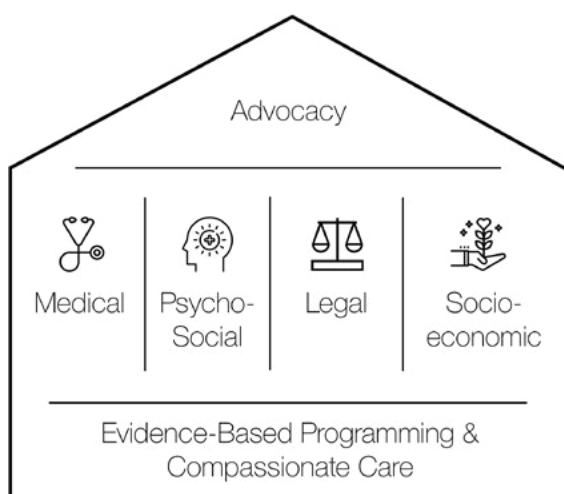 Advocacy
Medical
Psycho-
Social
Legal
Socio-
economic
Evidence-Based Programming &
Compassionate Care